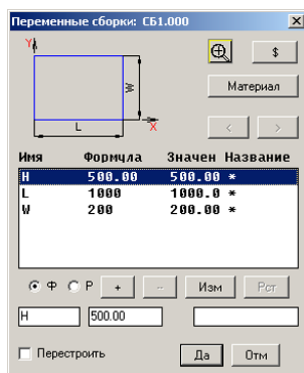 Переменные сборки: СБ1.000
Y
W
L
X
$
Материал
< >
Имя Формула Значен Название
H 500.00 500.00 *
L 1000 1000.0 *
W 200 200.00 *
Ф Р + - Изм Рст
H 500.00
Перестроить Да Отм